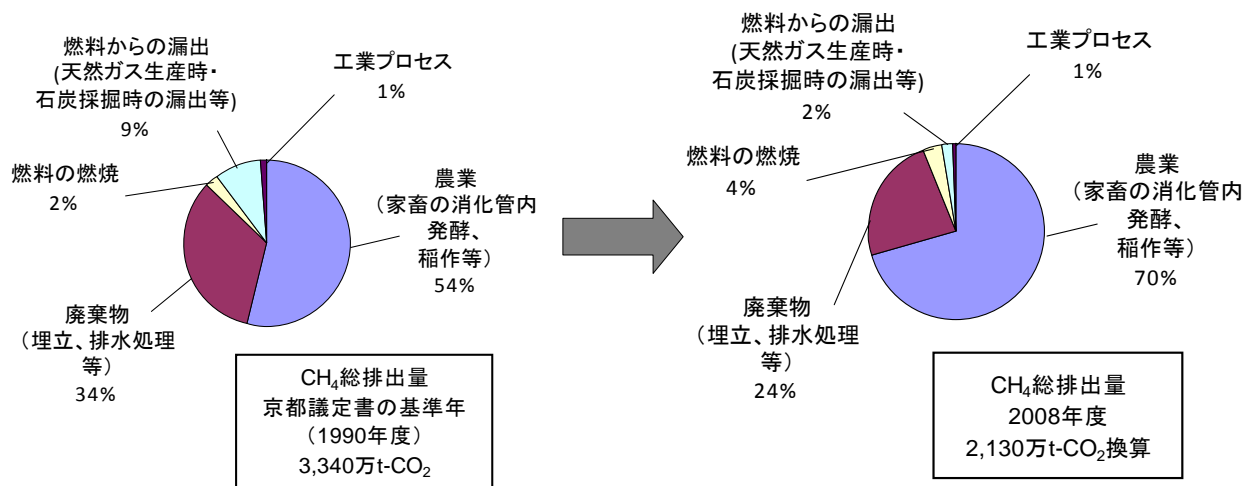 燃料からの漏出
(天然ガス生産時・
石炭採掘時の漏出等)
9%
工業プロセス
1%
燃料の燃焼
2%
農業
（家畜の消化管内
発酵、
稲作等）
54%
廃棄物
（埋立、排水処理
等）
34%
CH₄総排出量
京都議定書の基準年
（1990年度）
3,340万t-CO₂
燃料からの漏出
(天然ガス生産時・
石炭採掘時の漏出等)
2%
工業プロセス
1%
燃料の燃焼
4%
農業
（家畜の消化管内
発酵、
稲作等）
70%
廃棄物
（埋立、排水処理
等）
24%
CH₄総排出量
2008年度
2,130万t-CO₂換算